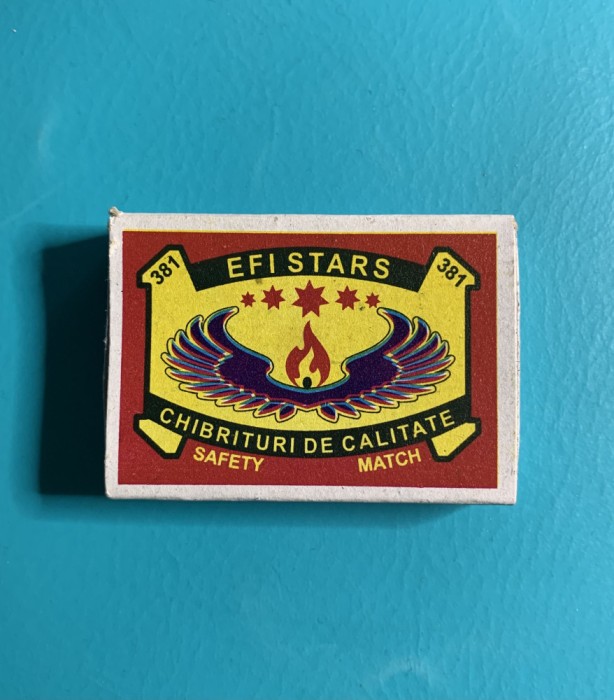 381 EFI STARS 381
CHIBRITURI DE CALITATE
SAFETY MATCH